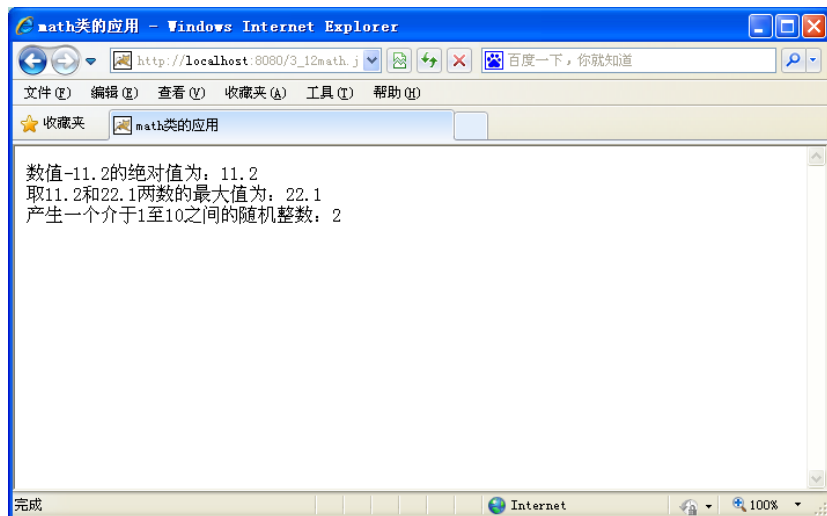 math类的应用 - Windows Internet Explorer
http://localhost:8080/3_12math.j
百度一下，你就知道
文件(F) 编辑(E) 查看(V) 收藏夹(A) 工具(T) 帮助(H)
收藏夹 math类的应用
数值-11.2的绝对值为：11.2
取11.2和22.1两数的最大值为：22.1
产生一个介于1至10之间的随机整数：2
完成 Internet 100%